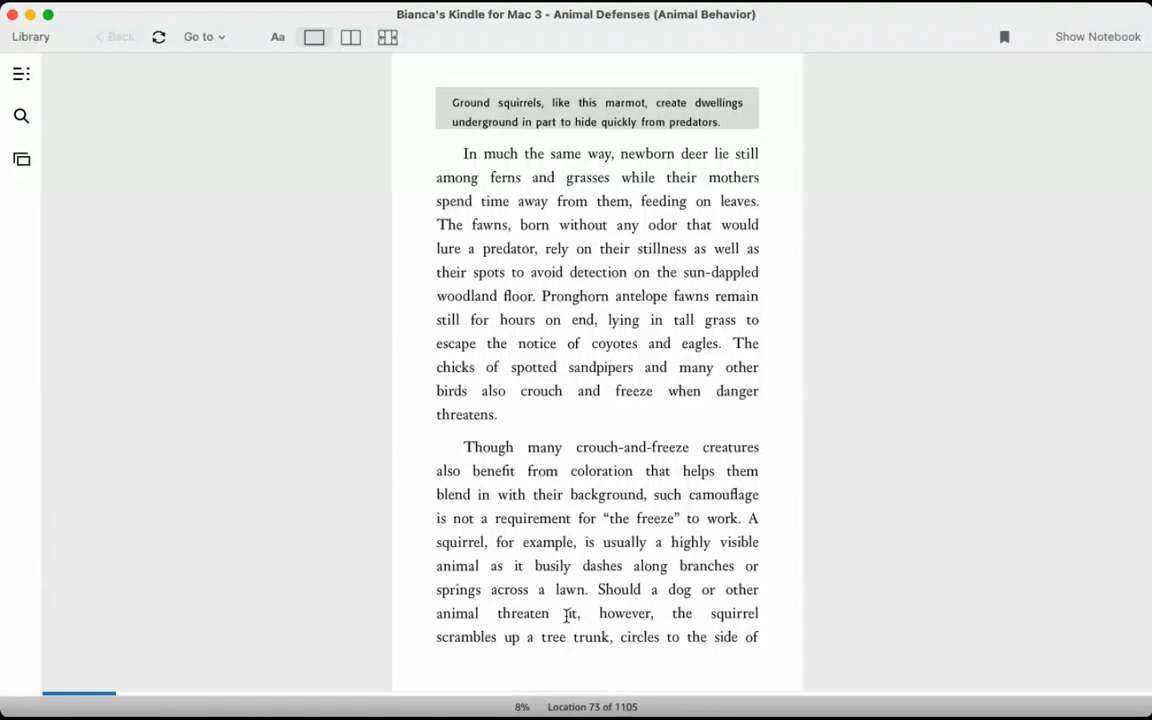 Bianca's Kindle for Mac 3 - Animal Defenses (Animal Behavior)
Library
Back
Go to
Aa
Show Notebook
Ground squirrels, like this marmot, create dwellings
underground in part to hide quickly from predators.
In much the same way, newborn deer lie still
among ferns and grasses while their mothers
spend time away from them, feeding on leaves.
The fawns, born without any odor that would
lure a predator, rely on their stillness as well as
their spots to avoid detection on the sun-dappled
woodland floor. Pronghorn antelope fawns remain
still for hours on end, lying in tall grass to
escape the notice of coyotes and eagles. The
chicks of spotted sandpipers and many other
birds also crouch and freeze when danger
threatens.
Though many crouch-and-freeze creatures
also benefit from coloration that helps them
blend in with their background, such camouflage
is not a requirement for “the freeze” to work. A
squirrel, for example, is usually a highly visible
animal as it busily dashes along branches or
springs across a lawn. Should a dog or other
animal threaten it, however, the squirrel
scrambles up a tree trunk, circles to the side of
8%
Location 73 of 1105